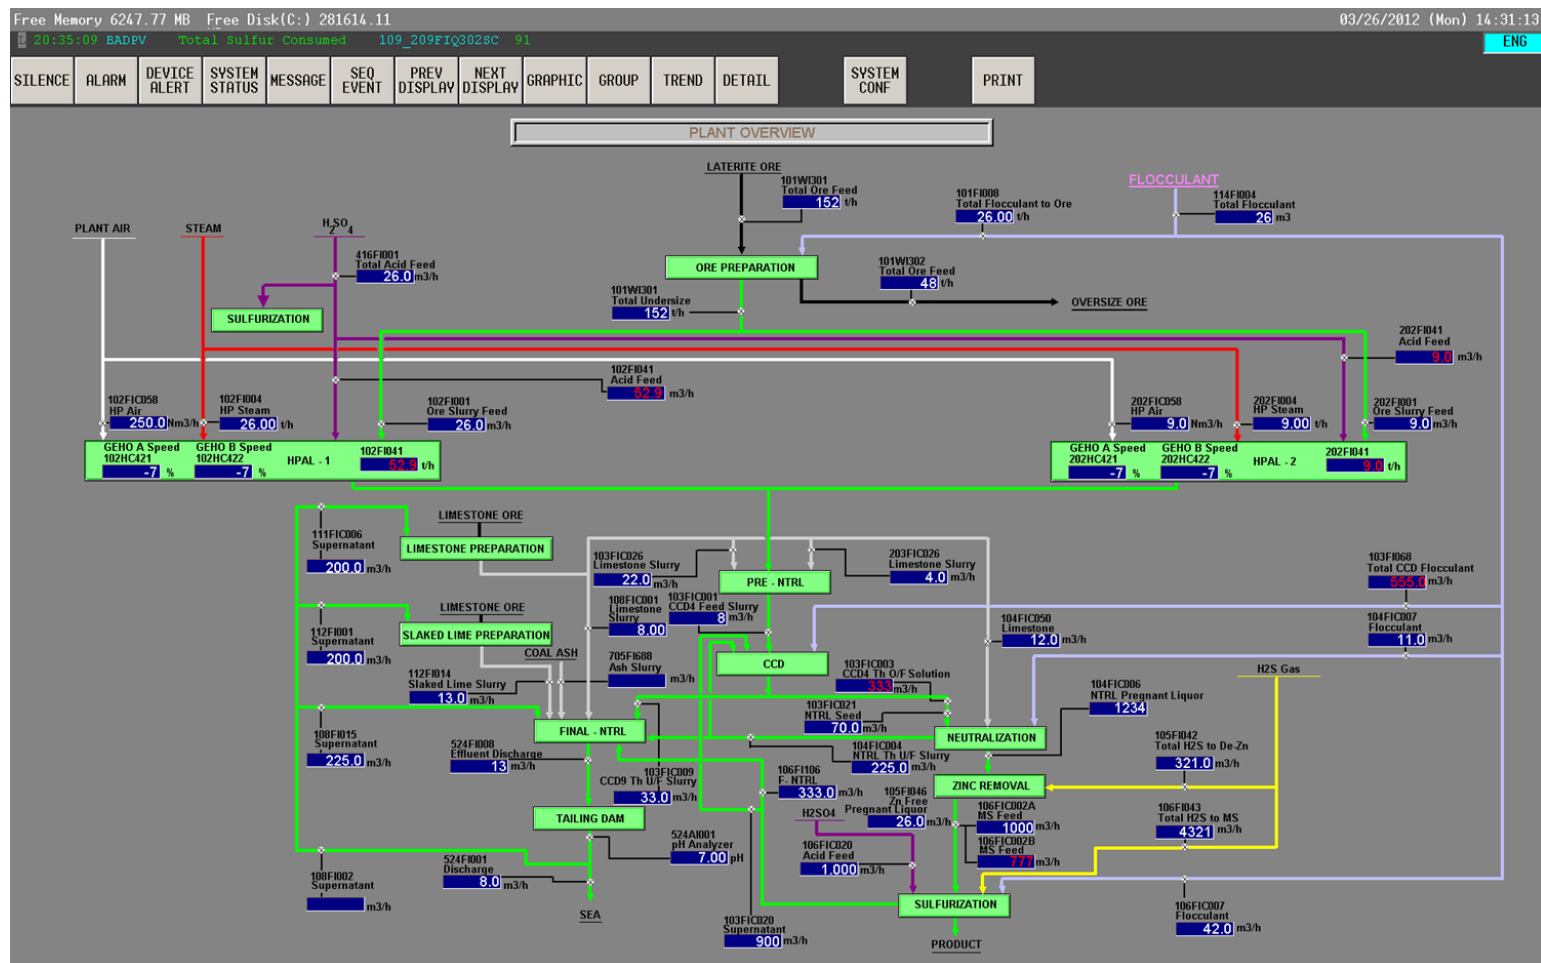 Free Memory 6247.77 MB  Free Disk(C:) 281614.11
03/26/2012 (Mon) 14:31:13
20:35:09 BADPV Total Sulfur Consumed 109_209FIQ302SC 91
ENG
SILENCE
ALARM
DEVICE
ALERT
SYSTEM
STATUS
MESSAGE
SEQ
EVENT
PREV
DISPLAY
NEXT
DISPLAY
GRAPHIC
GROUP
TREND
DETAIL
SYSTEM
CONF
PRINT
PLANT OVERVIEW
LATERITE ORE
101WI301
Total Ore Feed
152 t/h
101FI008
Total Flocculant to Ore
26.00 t/h
FLOCCULANT
114FI004
Total Flocculant
26 m3
PLANT AIR
STEAM
H2SO4
416FI001
Total Acid Feed
26.0 m3/h
ORE PREPARATION
101WI302
Total Ore Feed
48 t/h
101WI301
Total Undersize
152 t/h
OVERSIZE ORE
SULFURIZATION
202FI041
Acid Feed
9.0 m3/h
102FI041
Acid Feed
52.9 m3/h
102FIC058
HP Air
250.0 Nm3/h
102FI004
HP Steam
26.00 t/h
102FI001
Ore Slurry Feed
26.0 m3/h
202FIC058
HP Air
9.0 Nm3/h
202FI004
HP Steam
9.00 t/h
202FI001
Ore Slurry Feed
9.0 m3/h
GEHO A Speed
102HC421
-7 %
GEHO B Speed
102HC422
-7 %
HPAL - 1
102FI041
52.9 t/h
GEHO A Speed
202HC421
-7 %
GEHO B Speed
202HC422
-7 %
HPAL - 2
202FI041
9.0 t/h
LIMESTONE ORE
111FIC006
Supernatant
200.0 m3/h
LIMESTONE PREPARATION
103FIC026
Limestone Slurry
22.0 m3/h
203FIC026
Limestone Slurry
4.0 m3/h
PRE - NTRL
103FI068
Total CCD Flocculant
555.0 m3/h
108FIC001
Limestone
Slurry
8.00
103FIC001
CCD4 Feed Slurry
8 m3/h
LIMESTONE ORE
112FI001
Supernatant
200.0 m3/h
SLAKED LIME PREPARATION
104FIC050
Limestone
12.0 m3/h
104FIC007
Flocculant
11.0 m3/h
COAL ASH
705FI688
Ash Slurry
m3/h
CCD
112FI014
Slaked Lime Slurry
13.0 m3/h
103FIC003
CCD4 Th O/F Solution
333 m3/h
H2S Gas
104FIC006
NTRL Pregnant Liquor
1234
103FIC021
NTRL Seed
70.0 m3/h
108FI015
Supernatant
225.0 m3/h
FINAL - NTRL
NEUTRALIZATION
524FI008
Effluent Discharge
13 m3/h
104FIC004
NTRL Th U/F Slurry
225.0 m3/h
105FI042
Total H2S to De-Zn
321.0 m3/h
103FIC009
CCD9 Th U/F Slurry
33.0 m3/h
106FI106
F- NTRL
333.0 m3/h
ZINC REMOVAL
105FI046
Zn Free
Pregnant Liquor
26.0 m3/h
106FIC002A
MS Feed
1000 m3/h
106FI043
Total H2S to MS
4321 m3/h
TAILING DAM
H2SO4
106FIC002B
MS Feed
777 m3/h
524AI001
pH Analyzer
7.00 pH
106FIC020
Acid Feed
1.000 m3/h
524FI001
Discharge
8.0 m3/h
108FI002
Supernatant
m3/h
SEA
SULFURIZATION
103FIC020
Supernatant
900 m3/h
106FIC007
Flocculant
42.0 m3/h
PRODUCT